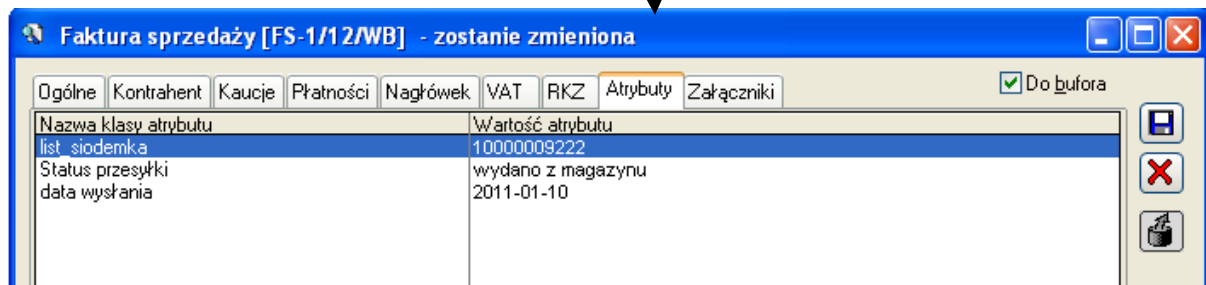 Faktura sprzedaży [FS-1/12/WB] - zostanie zmieniona
Ogólne Kontrahent Kaucje Płatności Nagłówek VAT RKZ Atrybuty Załączniki Do bufora
Nazwa klasy atrybutu Wartość atrybutu
list_siodemka 10000009222
Status przesyłki wydano z magazynu
data wysłania 2011-01-10